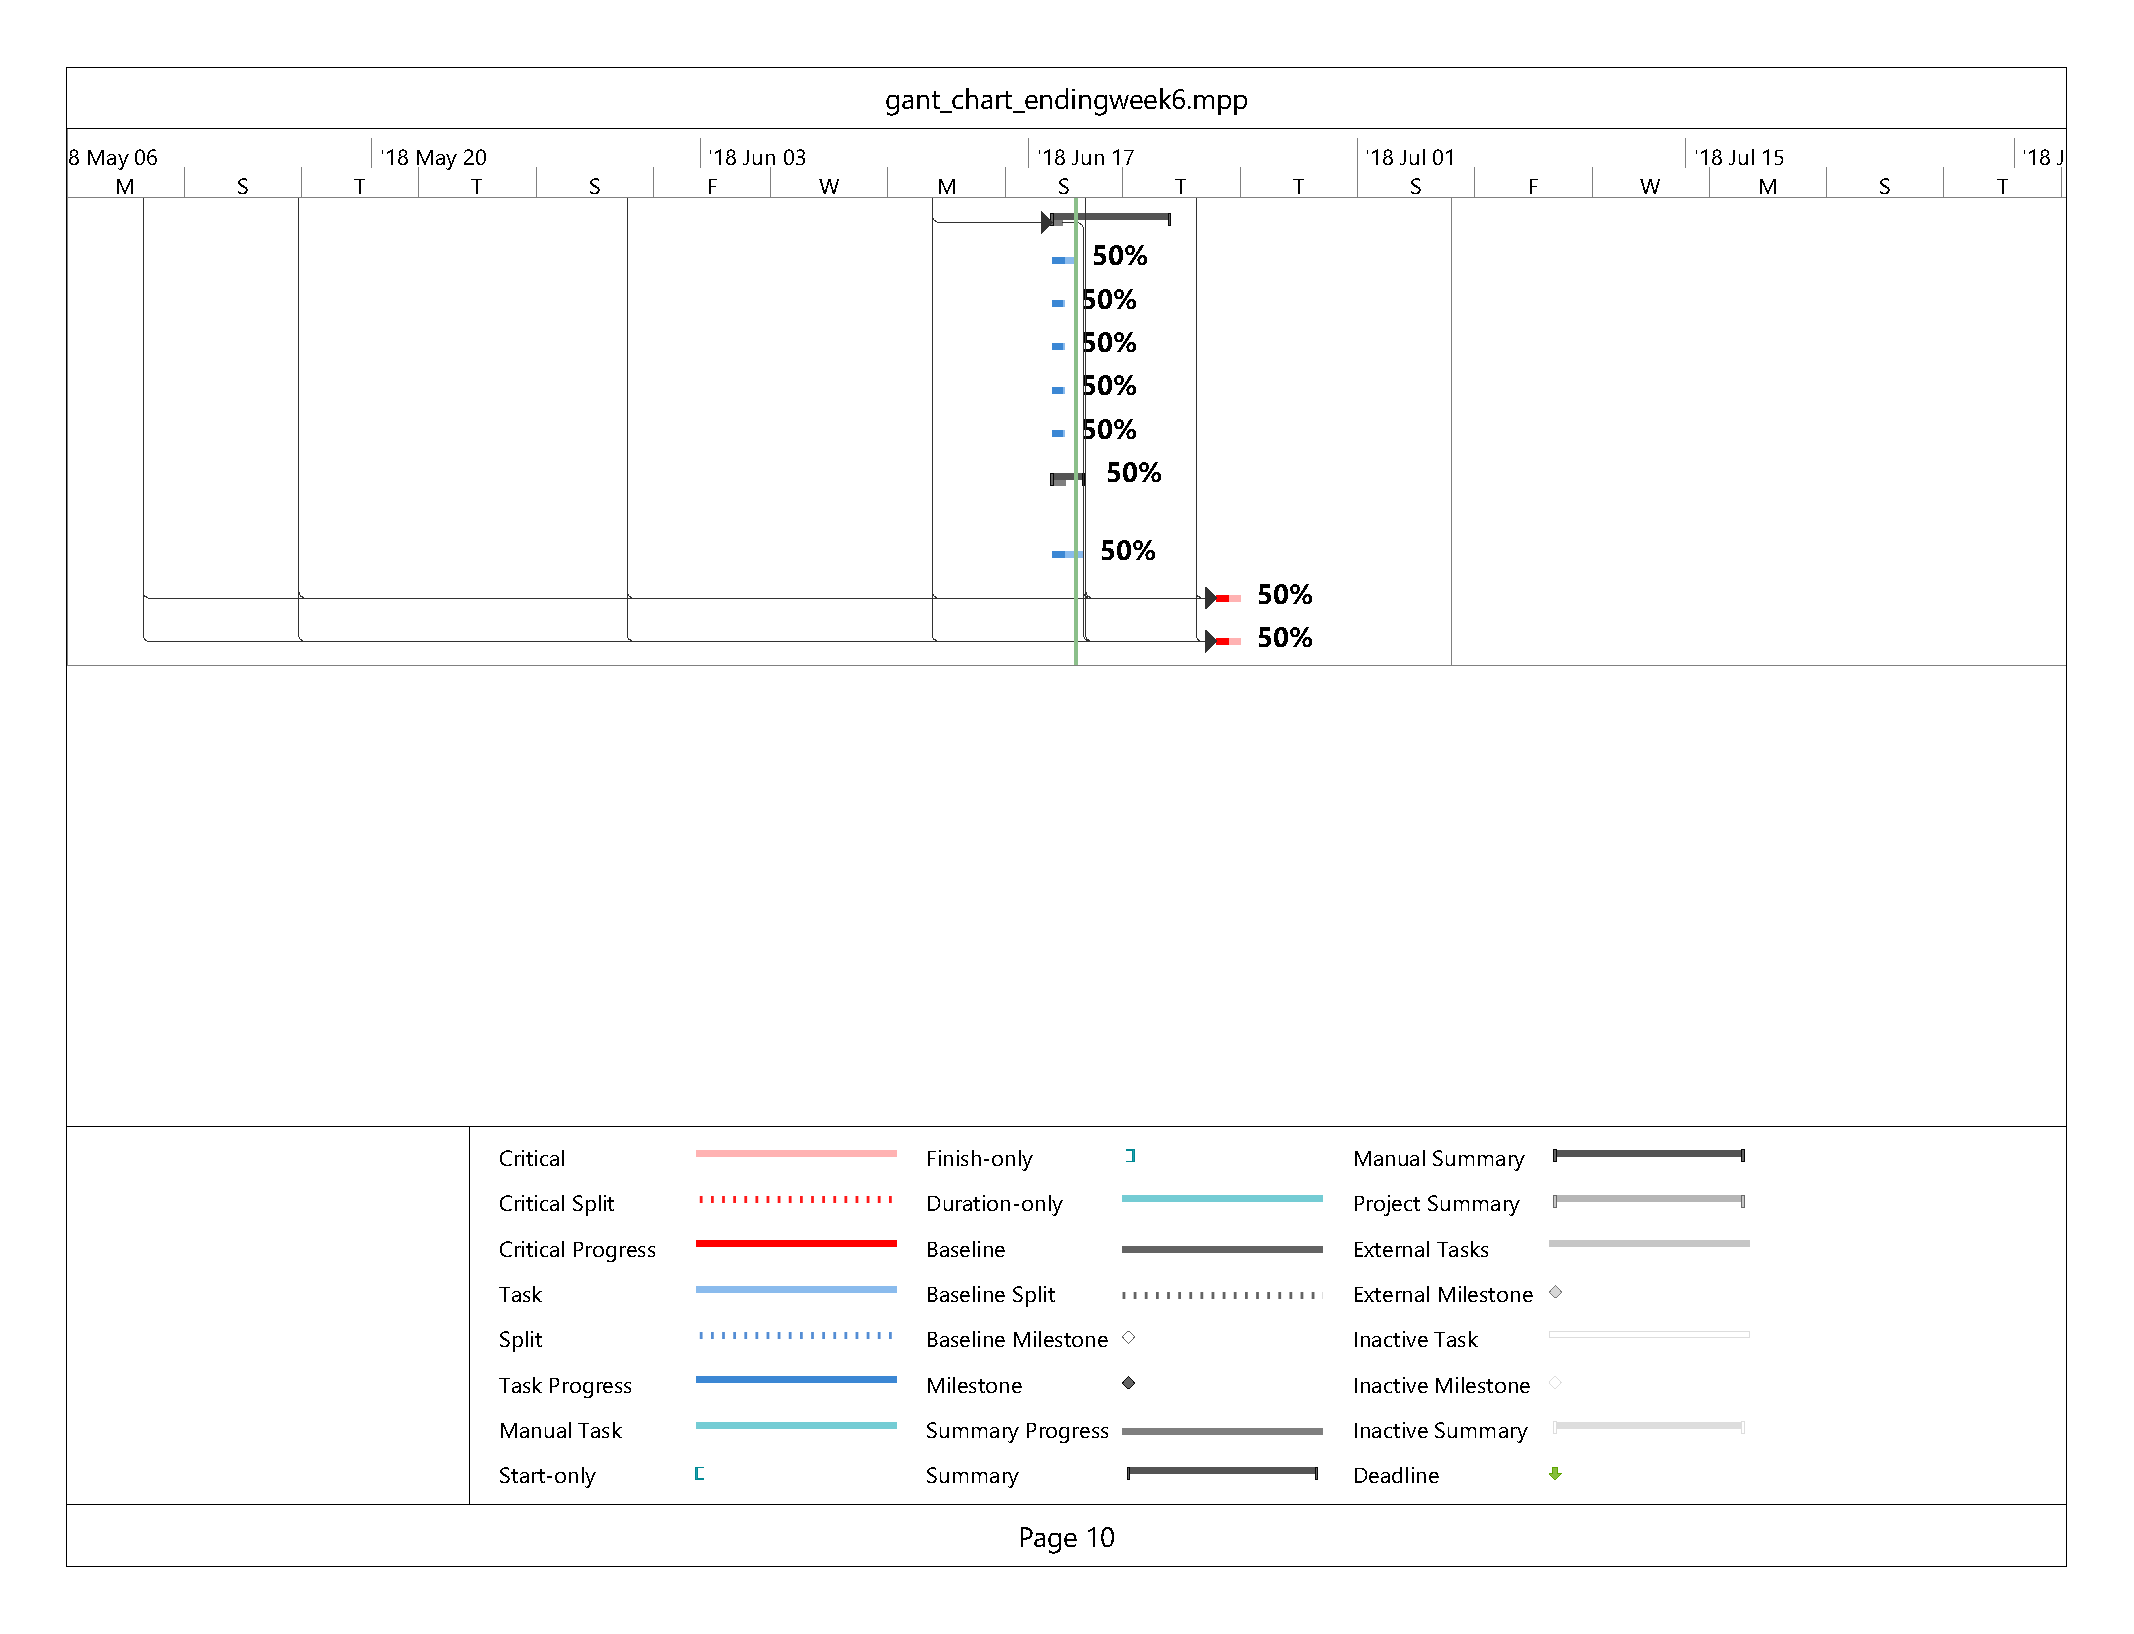 gant_chart_endingweek6.mpp
8 May 06 '18 May 20 '18 Jun 03 '18 Jun 17 '18 Jul 01 '18 Jul 15 '18 J
M S T T S F W M S T T S F W M S T
50%
50%
50%
50%
50%
50%
50%
50%
50%
Critical Finish-only Manual Summary
Critical Split Duration-only Project Summary
Critical Progress Baseline External Tasks
Task Baseline Split External Milestone
Split Baseline Milestone Inactive Task
Task Progress Milestone Inactive Milestone
Manual Task Summary Progress Inactive Summary
Start-only Summary Deadline
Page 10